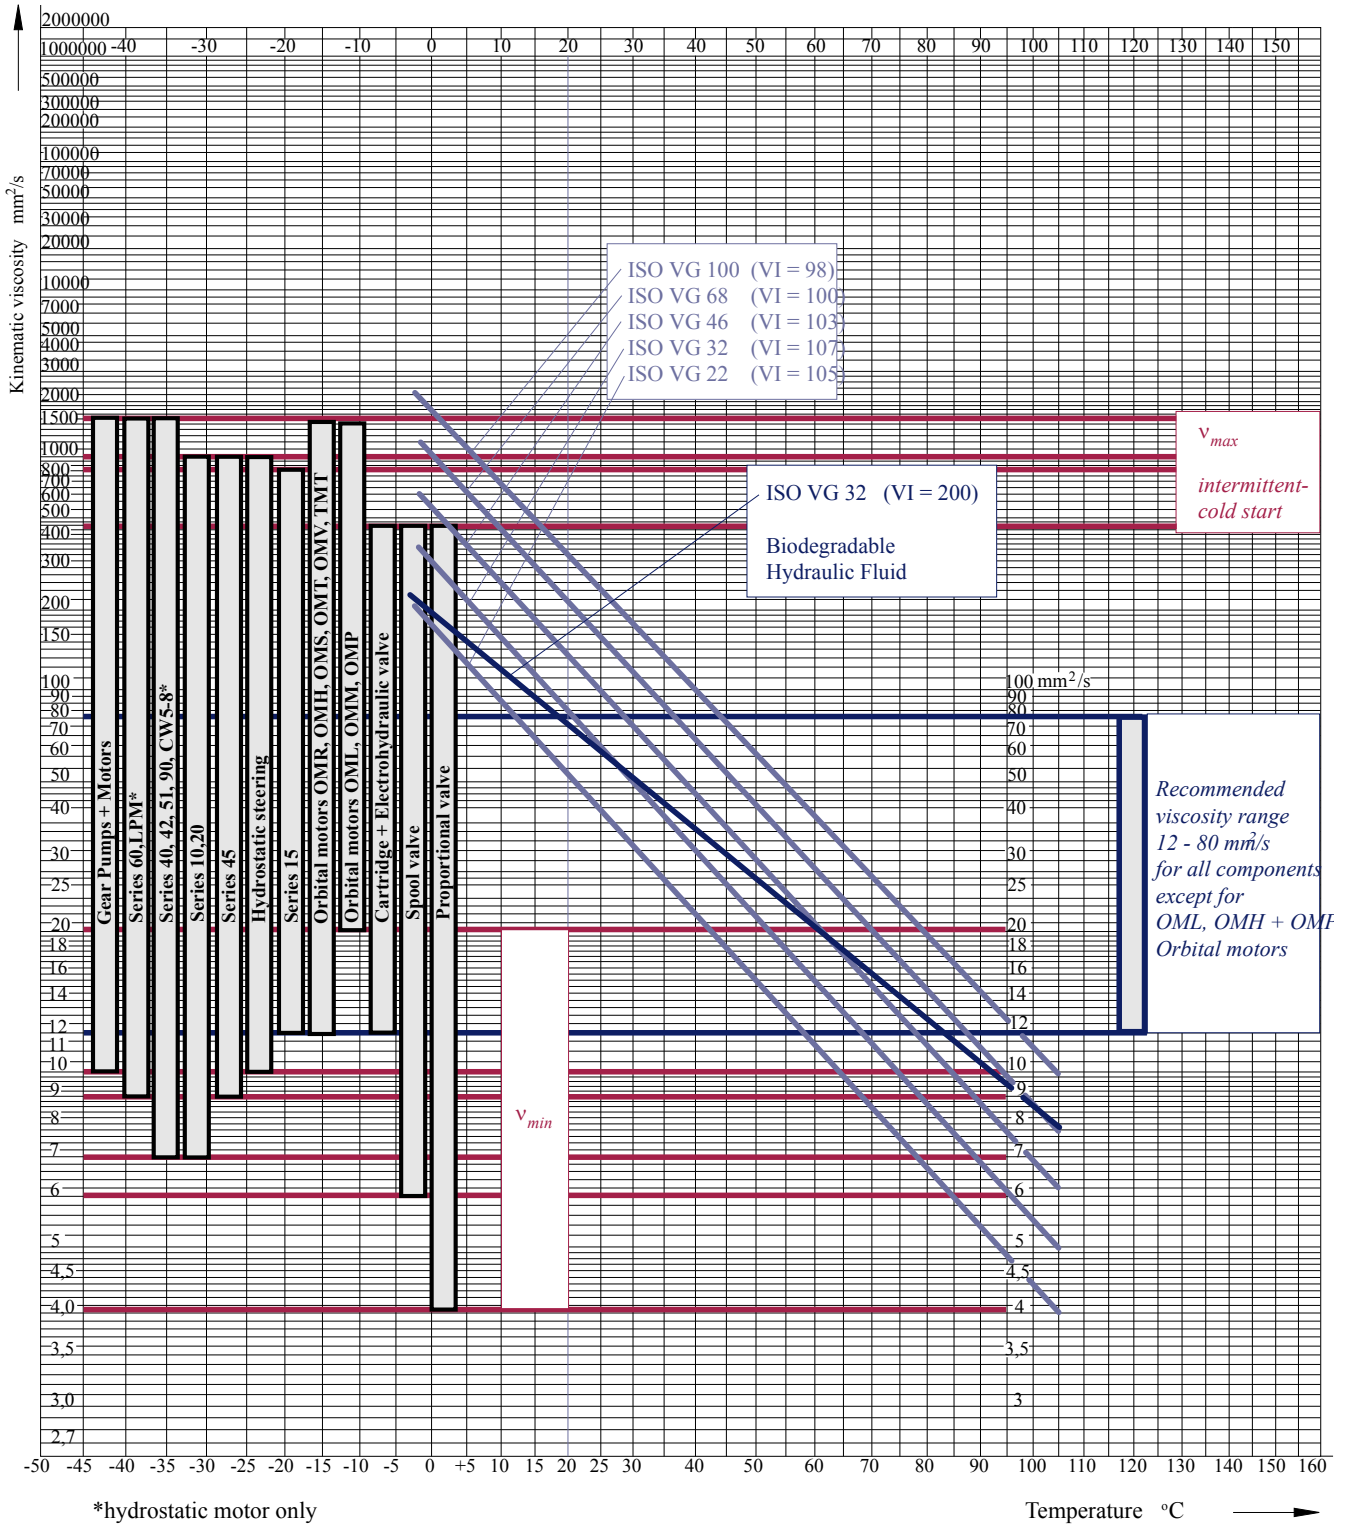 2000000
1000000 -40 -30 -20 -10 0 10 20 30 40 50 60 70 80 90 100 110 120 130 140 150
500000
300000
200000
100000
70000
50000
30000
20000
10000
7000
5000
4000
3000
2000
1500
1000
800
700
600
500
400
300
200
150
100
90
80
70
60
50
40
30
25
20
18
16
14
12
11
10
9
8
7
6
5
4,5
4,0
3,5
3,0
2,7
Kinematic viscosity mm2/s
ISO VG 100 (VI = 98)
ISO VG 68 (VI = 100)
ISO VG 46 (VI = 103)
ISO VG 32 (VI = 107)
ISO VG 22 (VI = 105)
νmax
intermittent-
cold start
ISO VG 32 (VI = 200)
Biodegradable
Hydraulic Fluid
Gear Pumps + Motors
Series 60,LPM*
Series 40, 42, 51, 90, CW5-8*
Series 10,20
Series 45
Hydrostatic steering
Series 15
Orbital motors OMR, OMH, OMS, OMT, OMV, TMT
Orbital motors OML, OMM, OMP
Cartridge + Electrohydraulic valve
Spool valve
Proportional valve
100 mm2/s
90
80
70
60
50
40
30
25
20
18
16
14
12
10
9
8
7
6
5
4,5
4
3,5
3
Recommended
viscosity range
12 - 80 mm2/s
for all components
except for
OML, OMH + OMP
Orbital motors
νmin
-50 -45 -40 -35 -30 -25 -20 -15 -10 -5 0 +5 10 15 20 25 30 40 50 60 70 80 90 100 110 120 130 140 150 160
*hydrostatic motor only
Temperature °C